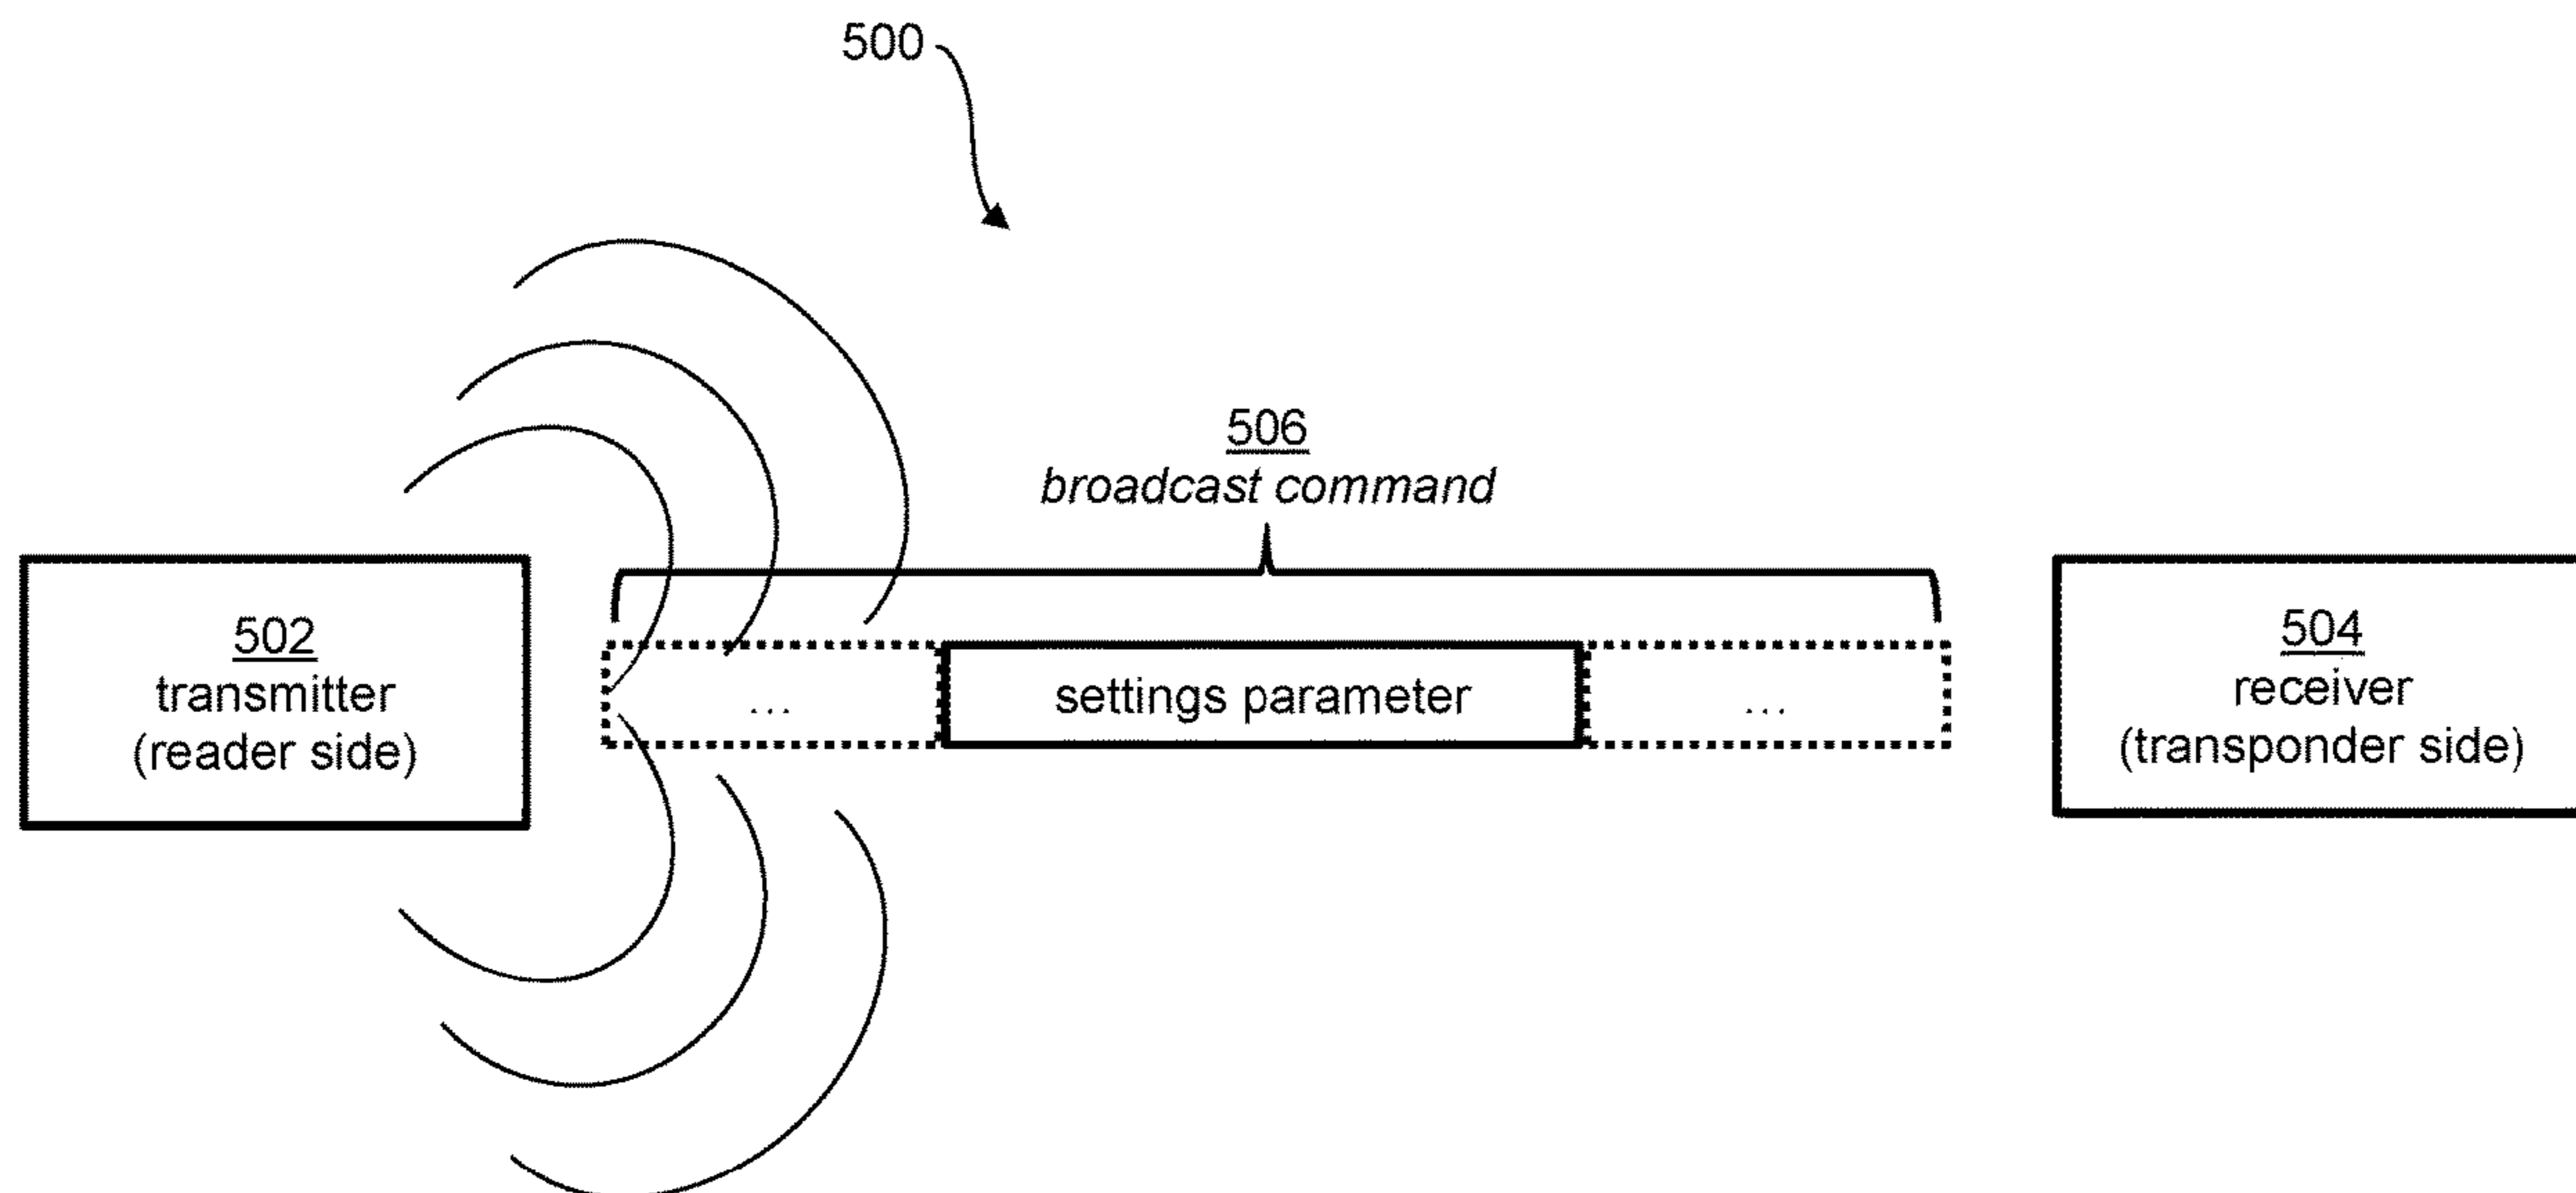 500
506
broadcast command
502
transmitter
(reader side)
... settings parameter ...
504
receiver
(transponder side)